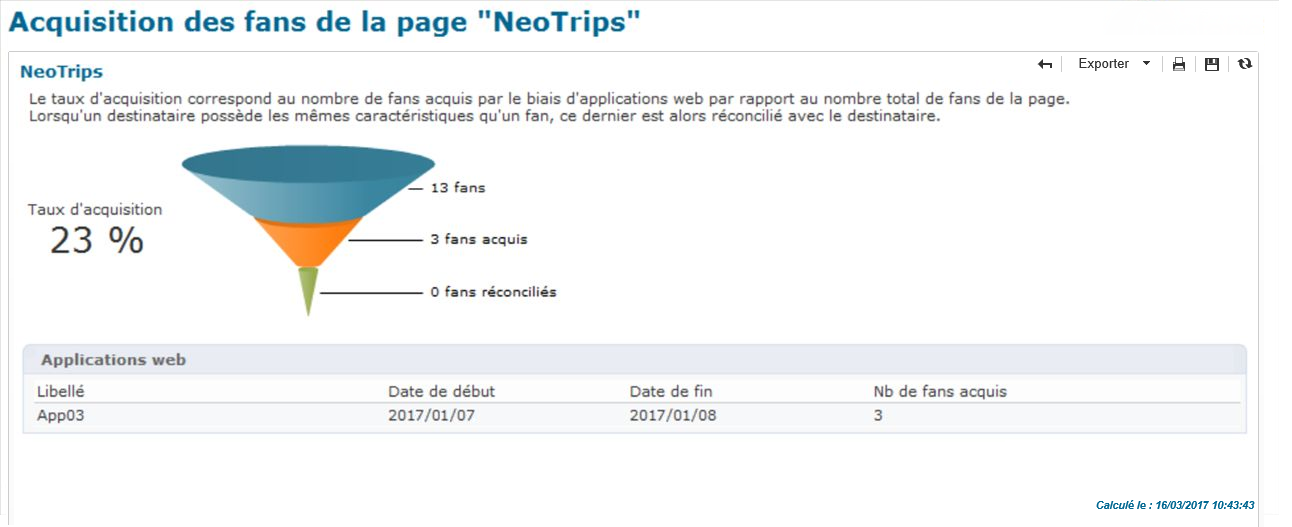 Acquisition des fans de la page "NeoTrips"
Exporter
NeoTrips
Le taux d'acquisition correspond au nombre de fans acquis par le biais d'applications web par rapport au nombre total de fans de la page.
Lorsqu'un destinataire possède les mêmes caractéristiques qu'un fan, ce dernier est alors réconcilié avec le destinataire.
13 fans
Taux d'acquisition
23 %
3 fans acquis
0 fans réconciliés
Applications web
Libellé Date de début Date de fin Nb de fans acquis
App03 2017/01/07 2017/01/08 3
Calculé le : 16/03/2017 10:43:43